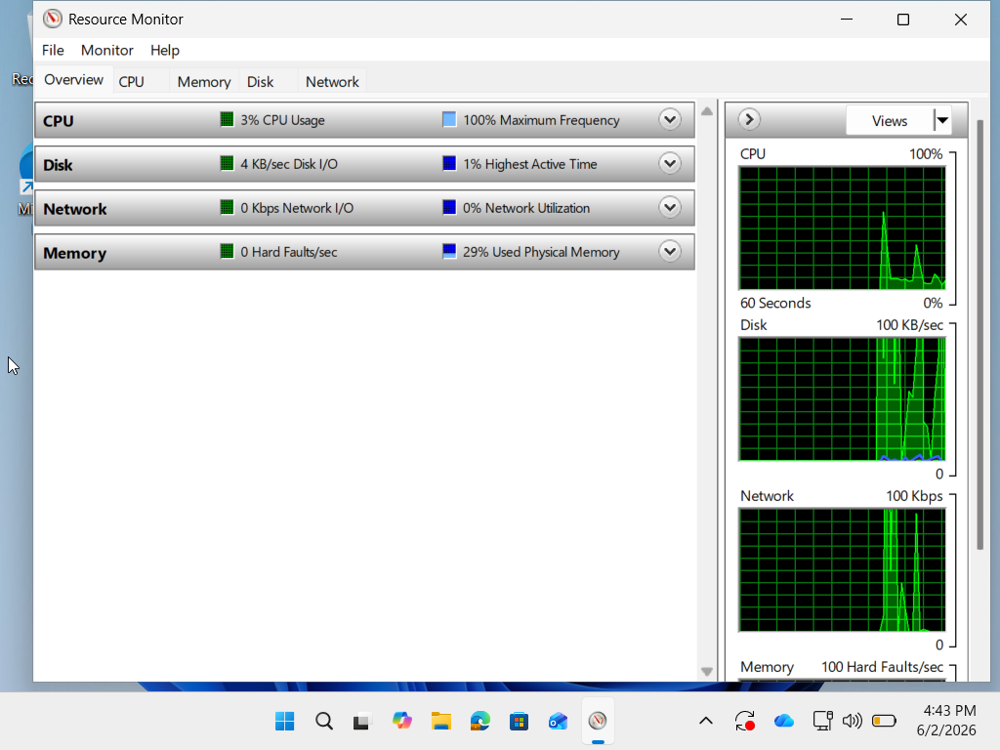 Resource Monitor
File Monitor Help
Overview CPU Memory Disk Network
CPU 3% CPU Usage 100% Maximum Frequency
Disk 4 KB/sec Disk I/O 1% Highest Active Time
Network 0 Kbps Network I/O 0% Network Utilization
Memory 0 Hard Faults/sec 29% Used Physical Memory
Views
CPU 100%
60 Seconds 0%
Disk 100 KB/sec
0
Network 100 Kbps
0
Memory 100 Hard Faults/sec
4:43 PM
6/2/2026